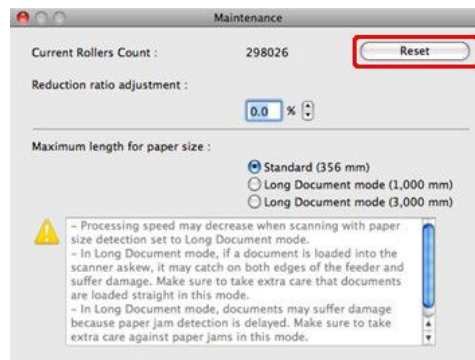 Maintenance
Current Rollers Count : 298026 Reset
Reduction ratio adjustment :
0.0 %
Maximum length for paper size :
Standard (356 mm)
Long Document mode (1,000 mm)
Long Document mode (3,000 mm)
– Processing speed may decrease when scanning with paper
size detection set to Long Document mode.
– In Long Document mode, if a document is loaded into the
scanner askew, it may catch on both edges of the feeder and
suffer damage. Make sure to take extra care that documents
are loaded straight in this mode.
– In Long Document mode, documents may suffer damage
because paper jam detection is delayed. Make sure to take
extra care against paper jams in this mode.